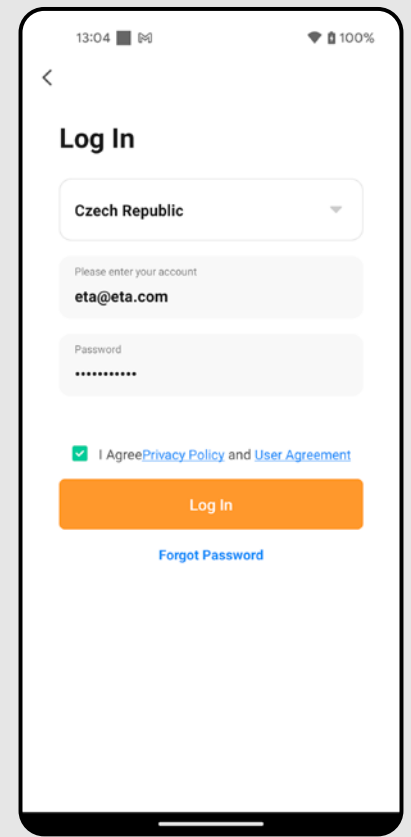 13:04 100%
Log In
Czech Republic
Please enter your account
eta@eta.com
Password
•••••••••••
I AgreePrivacy Policy and User Agreement
Log In
Forgot Password